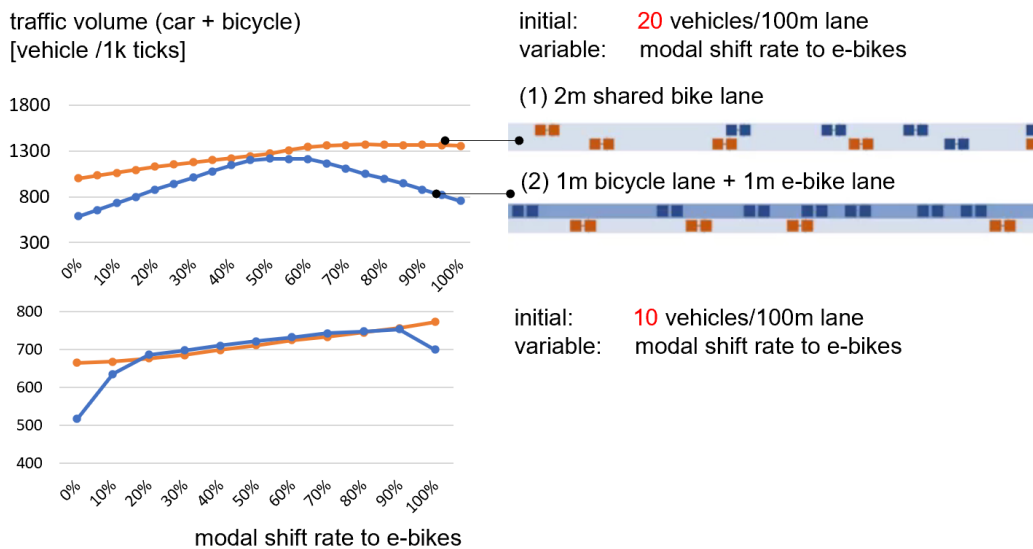 traffic volume (car + bicycle)
[vehicle /1k ticks]
initial: 20 vehicles/100m lane
variable: modal shift rate to e-bikes
1800
1300
800
300
0% 10% 20% 30% 40% 50% 60% 70% 80% 90% 100%
(1) 2m shared bike lane
(2) 1m bicycle lane + 1m e-bike lane
800
700
600
500
400
0% 10% 20% 30% 40% 50% 60% 70% 80% 90% 100%
modal shift rate to e-bikes
initial: 10 vehicles/100m lane
variable: modal shift rate to e-bikes